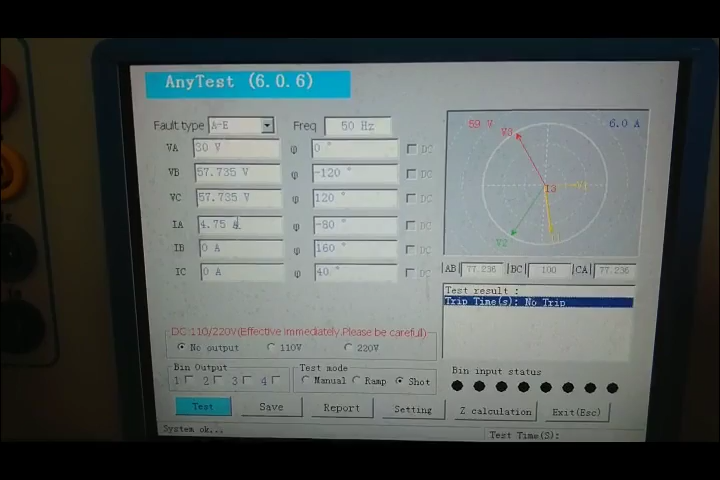 AnyTest (6.0.6)
Fault type A-E Freq 50 Hz
VA 30 V φ 0 ° DC
VB 57.735 V φ -120 ° DC
VC 57.735 V φ 120 ° DC
IA 4.75 A φ -80 ° DC
IB 0 A φ 160 ° DC
IC 0 A φ 40 ° DC
59 V 6.0 A
V3
I3
V2
AB 77.236 BC 100 CA 77.236
Test result :
Trip Time(s): No Trip
DC 110/220V(Effective immediately.Please be careful)
No output 110V 220V
Bin Output
1 2 3 4
Test mode
Manual Ramp Shot
Bin input status
Test Save Report Setting Z calculation Exit(Esc)
System ok... Test Time(S):